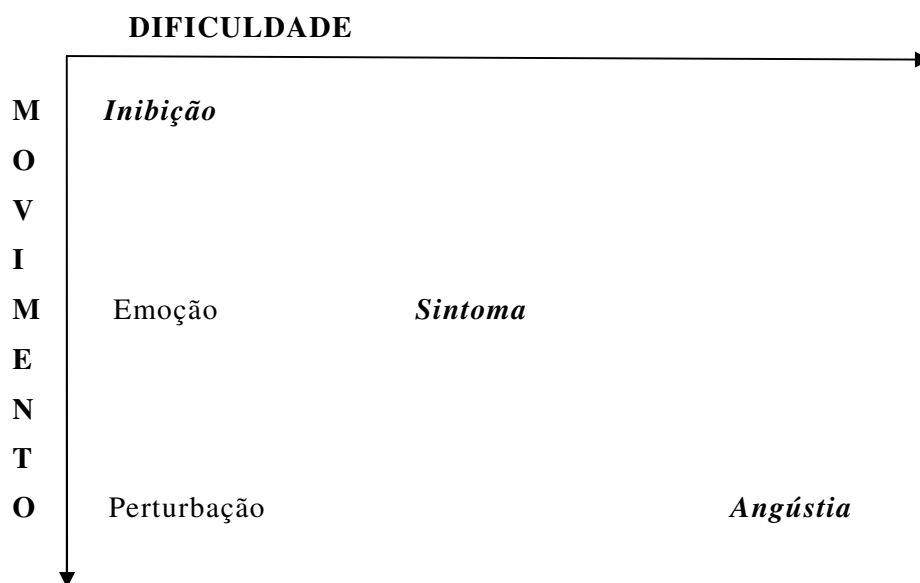 DIFICULDADE
M Inibição
O
V
I
M Emoção Sintoma
E
N
T
O Perturbação Angústia